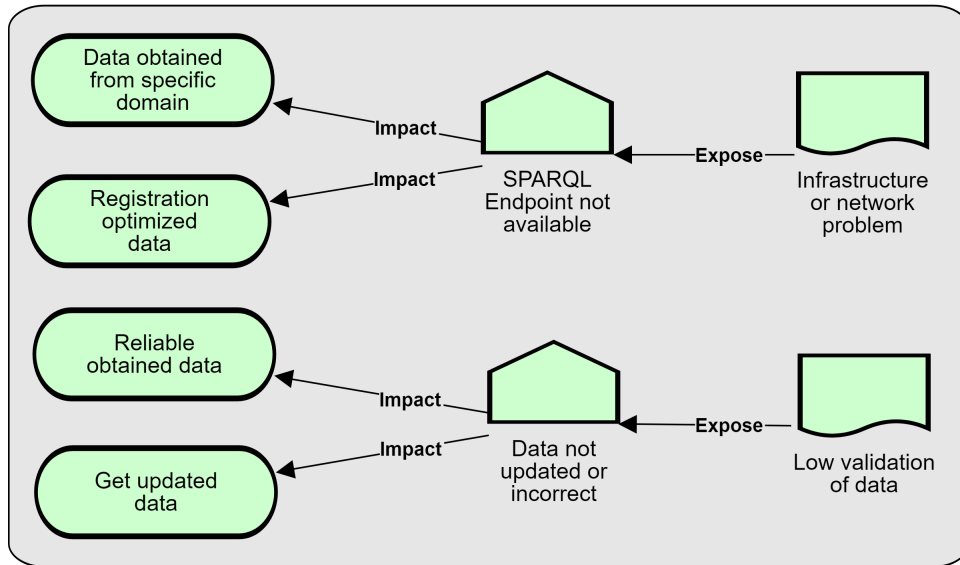 Data obtained
from specific
domain
Impact
SPARQL
Endpoint not
available
Expose
Infrastructure
or network
problem
Registration
optimized
data
Impact
Reliable
obtained data
Impact
Data not
updated or
incorrect
Expose
Low validation
of data
Get updated
data
Impact